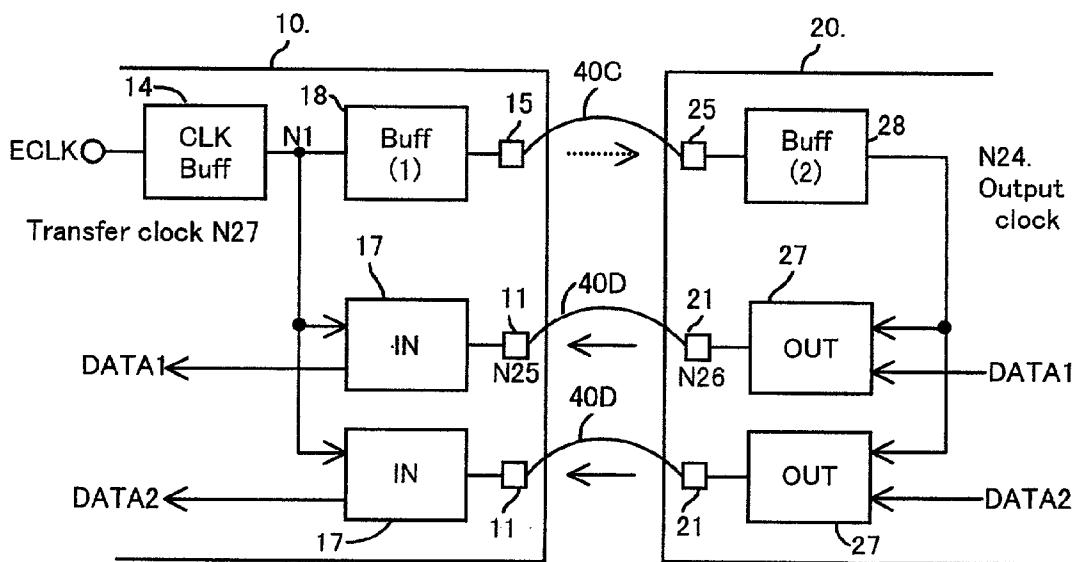 10.
20.
14
18
15
40C
25
28
ECLK
CLK
Buff
N1
Buff
(1)
Buff
(2)
N24.
Output
clock
Transfer clock N27
17
11
40D
21
27
IN
N25
N26
OUT
DATA1
DATA1
40D
IN
OUT
DATA2
17
11
21
27
DATA2